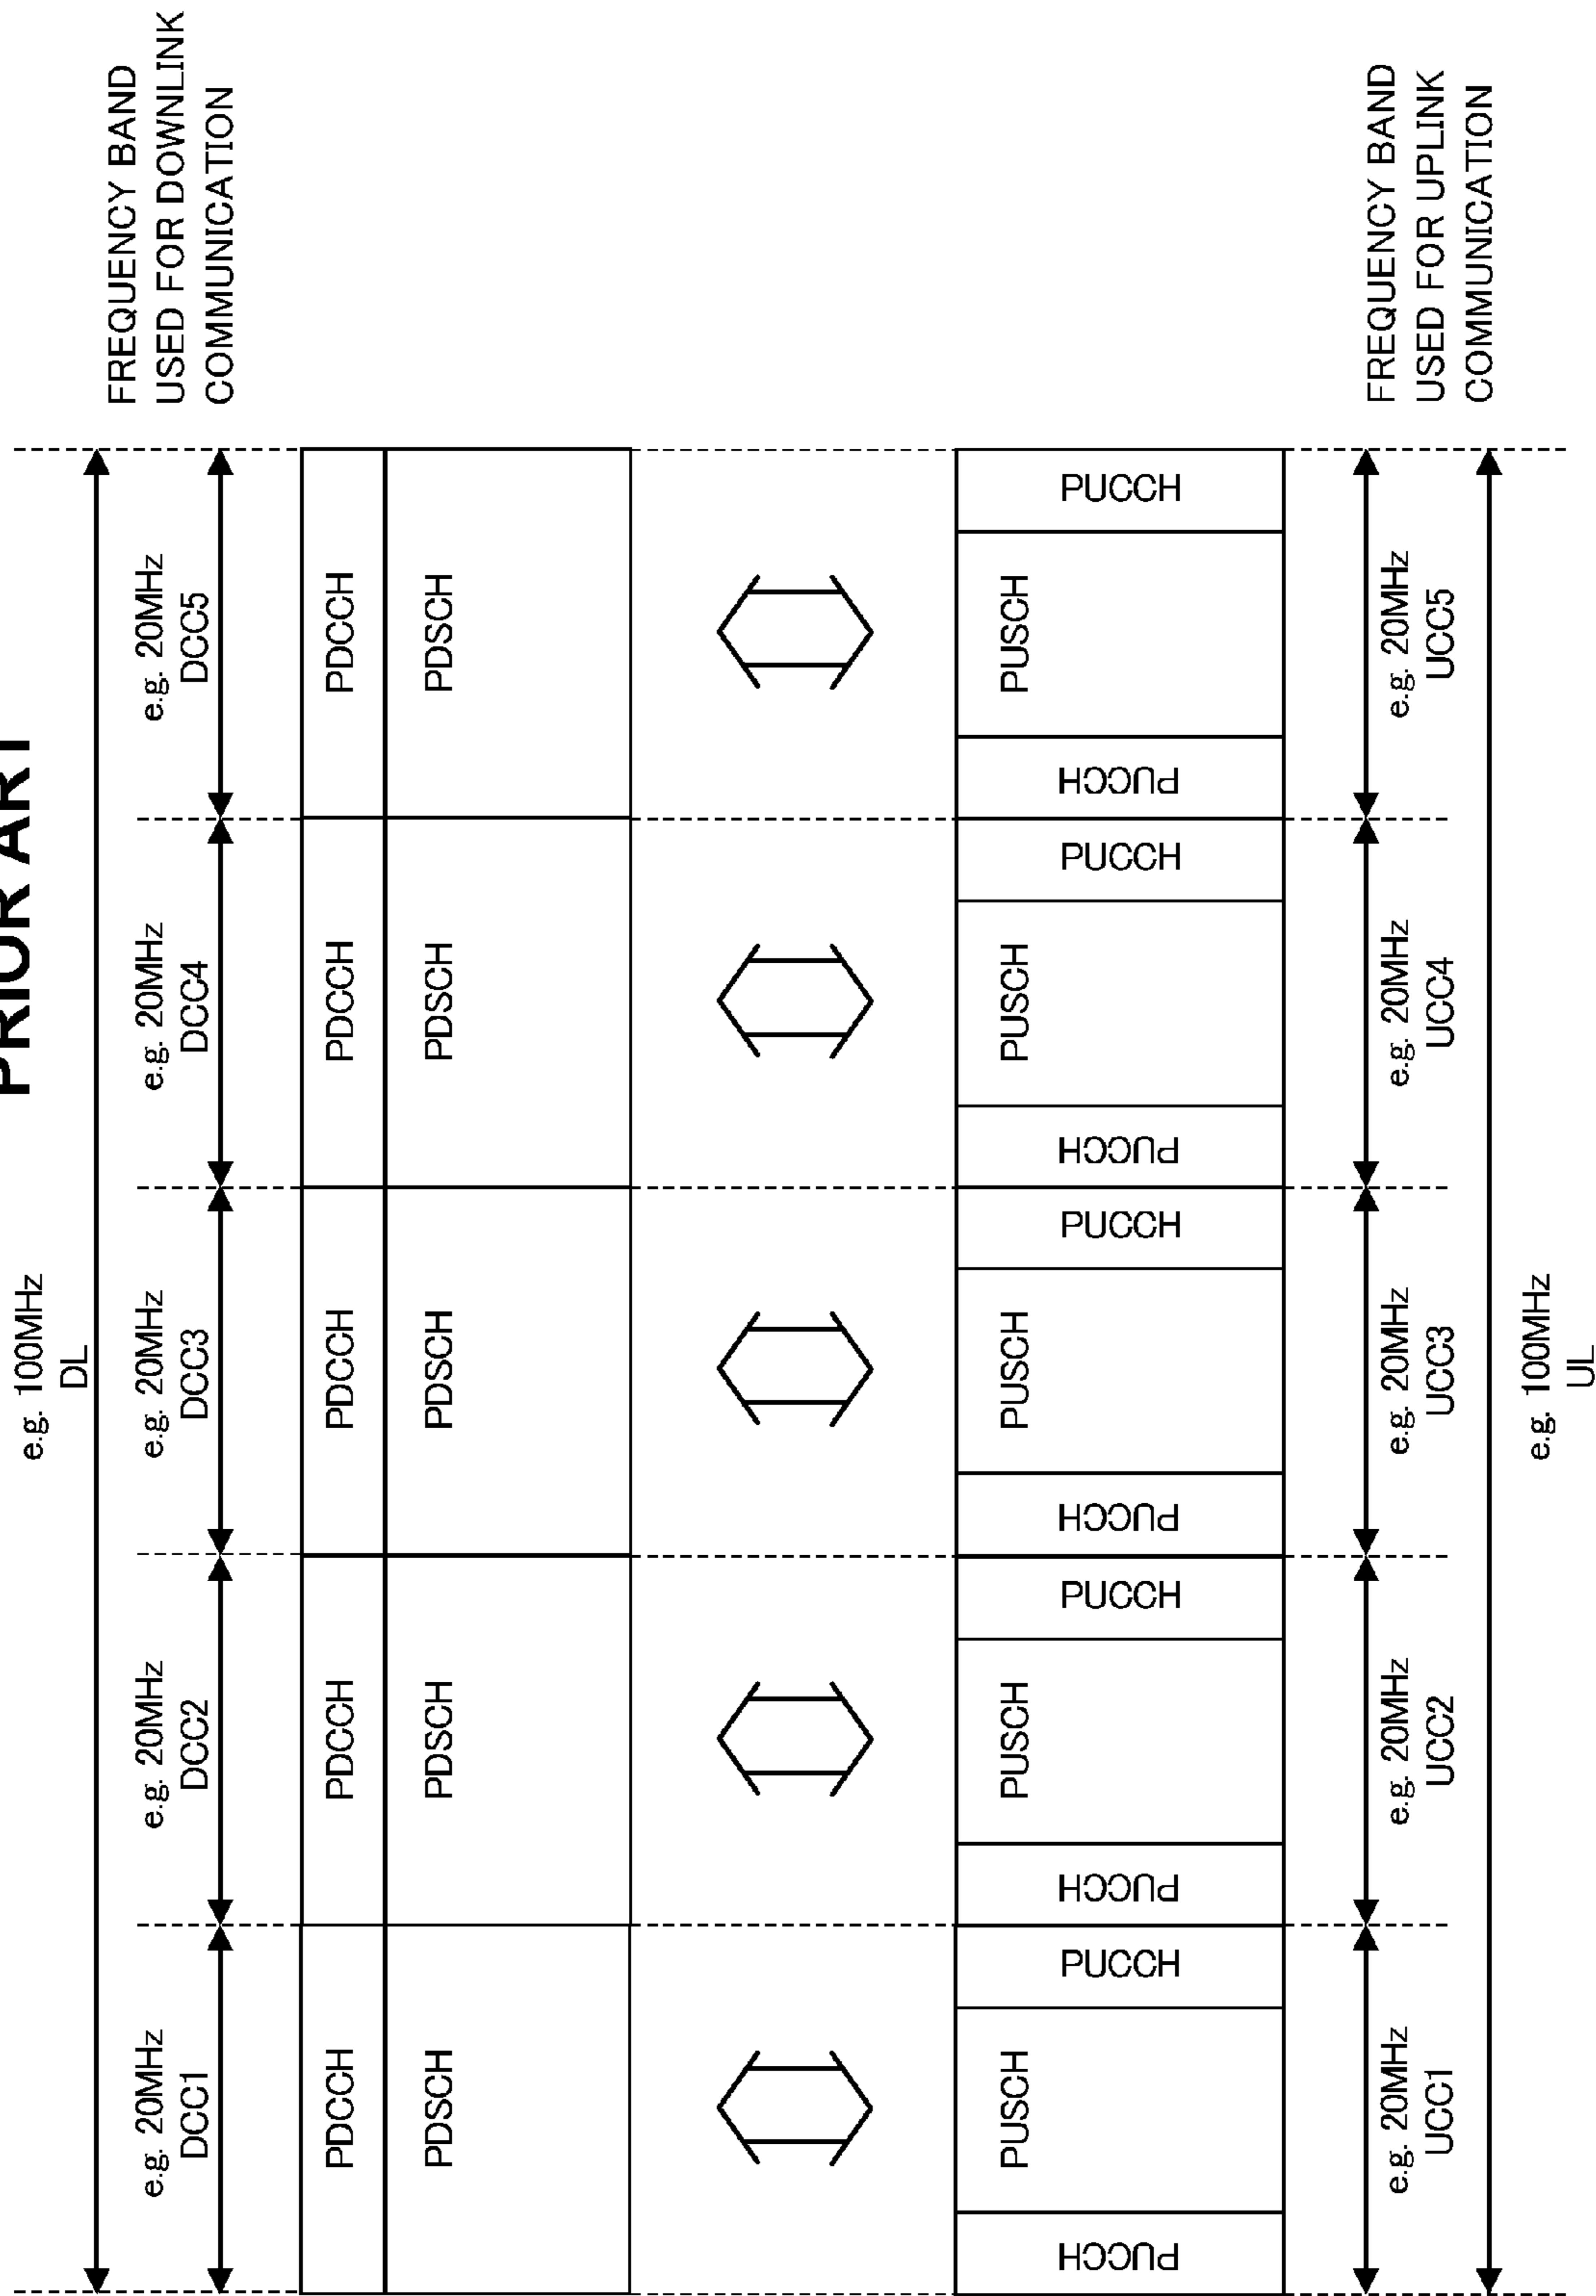 PRIOR ART
e.g. 100MHz
DL
FREQUENCY BAND
USED FOR DOWNLINK
COMMUNICATION
e.g. 20MHz
DCC1
e.g. 20MHz
DCC2
e.g. 20MHz
DCC3
e.g. 20MHz
DCC4
e.g. 20MHz
DCC5
PDCCH
PDCCH
PDCCH
PDCCH
PDCCH
PDSCH
PDSCH
PDSCH
PDSCH
PDSCH
PUCCH
PUSCH
PUCCH
PUCCH
PUSCH
PUCCH
PUCCH
PUSCH
PUCCH
PUCCH
PUSCH
PUCCH
PUCCH
PUSCH
PUCCH
e.g. 20MHz
UCC1
e.g. 20MHz
UCC2
e.g. 20MHz
UCC3
e.g. 20MHz
UCC4
e.g. 20MHz
UCC5
FREQUENCY BAND
USED FOR UPLINK
COMMUNICATION
e.g. 100MHz
UL